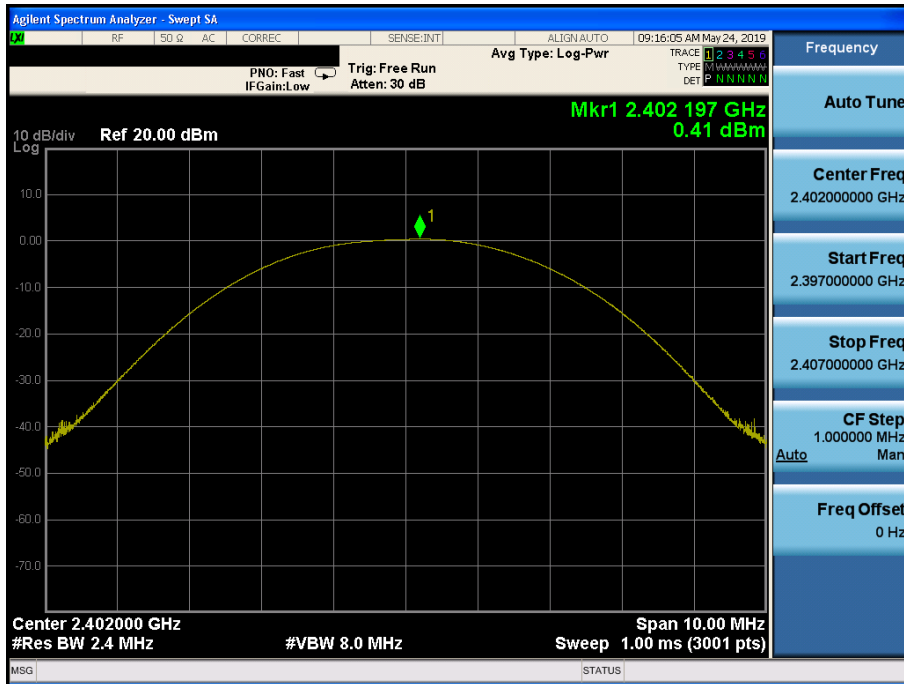 Agilent Spectrum Analyzer - Swept SA
LXI RF 50 Ω AC CORREC SENSE:INT ALIGN AUTO 09:16:05 AM May 24, 2019
Frequency
PNO: Fast
IFGain:Low
Trig: Free Run
Atten: 30 dB
Avg Type: Log-Pwr
TRACE 1 2 3 4 5 6
TYPE M WWWWW
DET P N N N N N
Mkr1 2.402 197 GHz
0.41 dBm
10 dB/div Ref 20.00 dBm
Log
10.0
0.00
-10.0
-20.0
-30.0
-40.0
-50.0
-60.0
-70.0
1
Center 2.402000 GHz Span 10.00 MHz
#Res BW 2.4 MHz #VBW 8.0 MHz Sweep 1.00 ms (3001 pts)
MSG STATUS
Auto Tune
Center Freq
2.402000000 GHz
Start Freq
2.397000000 GHz
Stop Freq
2.407000000 GHz
CF Step
1.000000 MHz
Auto Man
Freq Offset
0 Hz